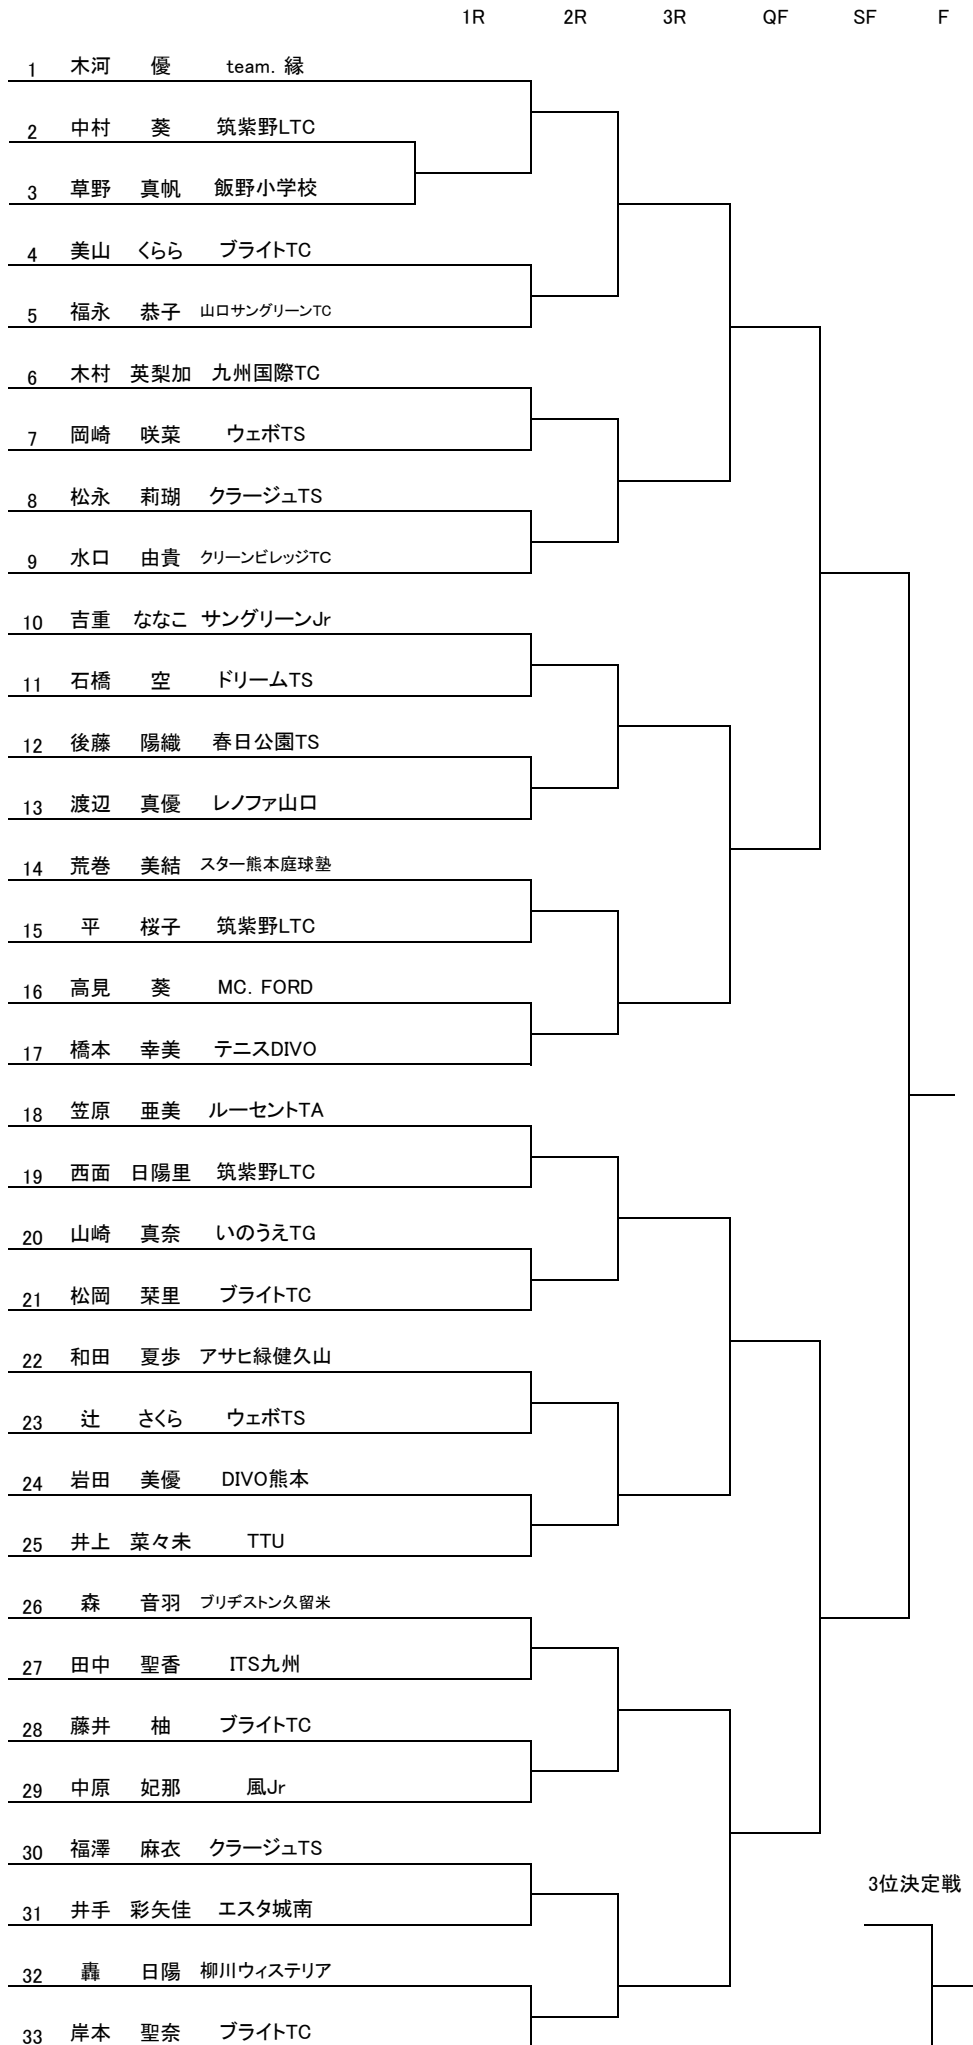 1R 2R 3R QF SF F
1 木河 優 team. 縁
2 中村 葵 筑紫野LTC
3 草野 真帆 飯野小学校
4 美山 くらら ブライトTC
5 福永 恭子 山口サングリーンTC
6 木村 英梨加 九州国際TC
7 岡崎 咲菜 ウェボTS
8 松永 莉瑚 クラージュTS
9 水口 由貴 クリーンビレッジTC
10 吉重 ななこ サングリーンJr
11 石橋 空 ドリームTS
12 後藤 陽織 春日公園TS
13 渡辺 真優 レノファ山口
14 荒巻 美結 スター熊本庭球塾
15 平 桜子 筑紫野LTC
16 高見 葵 MC. FORD
17 橋本 幸美 テニスDIVO
18 笠原 亜美 ルーセントTA
19 西面 日陽里 筑紫野LTC
20 山崎 真奈 いのうえTG
21 松岡 栞里 ブライトTC
22 和田 夏歩 アサヒ緑健久山
23 辻 さくら ウェボTS
24 岩田 美優 DIVO熊本
25 井上 菜々未 TTU
26 森 音羽 ブリヂストン久留米
27 田中 聖香 ITS九州
28 藤井 柚 ブライトTC
29 中原 妃那 風Jr
30 福澤 麻衣 クラージュTS
3位決定戦
31 井手 彩矢佳 エスタ城南
32 轟 日陽 柳川ウィステリア
33 岸本 聖奈 ブライトTC